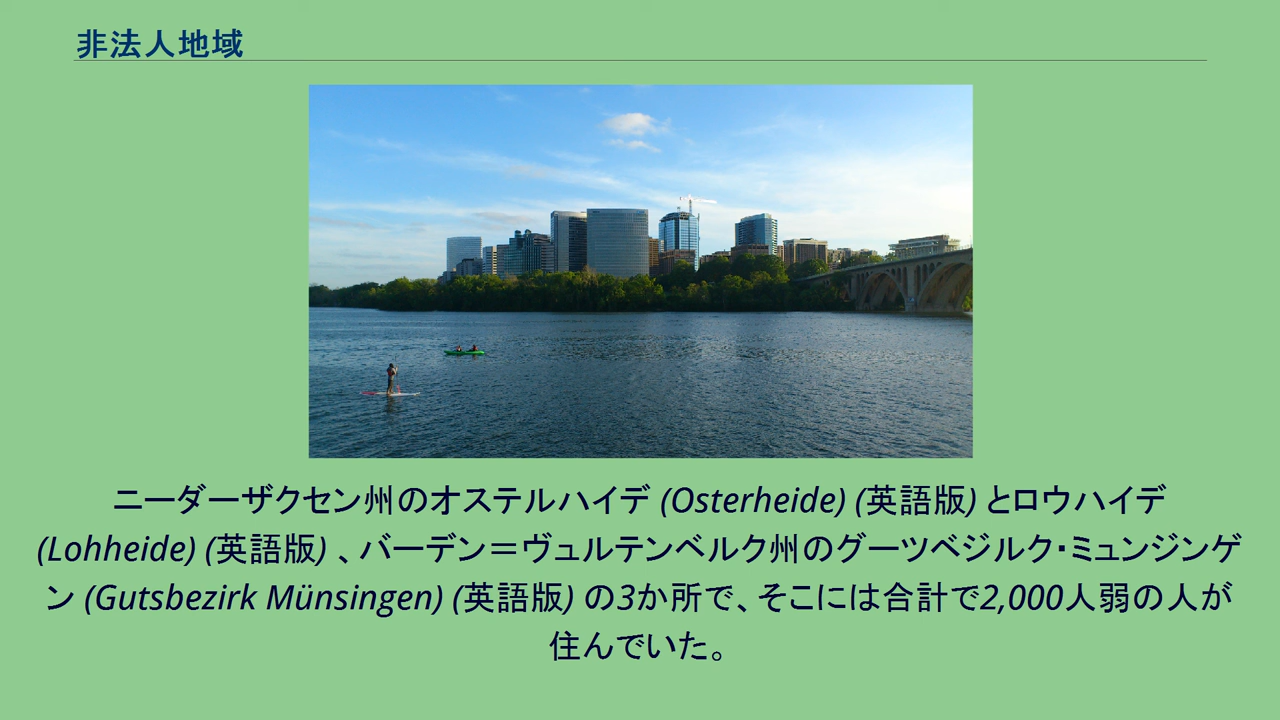 非法人地域
ニーダーザクセン州のオステルハイデ (Osterheide) (英語版) とロウハイデ
(Lohheide) (英語版) 、バーデン＝ヴュルテンベルク州のグーツベジルク・ミュンジンゲ
ン (Gutsbezirk Münsingen) (英語版) の3か所で、そこには合計で2,000人弱の人が
住んでいた。